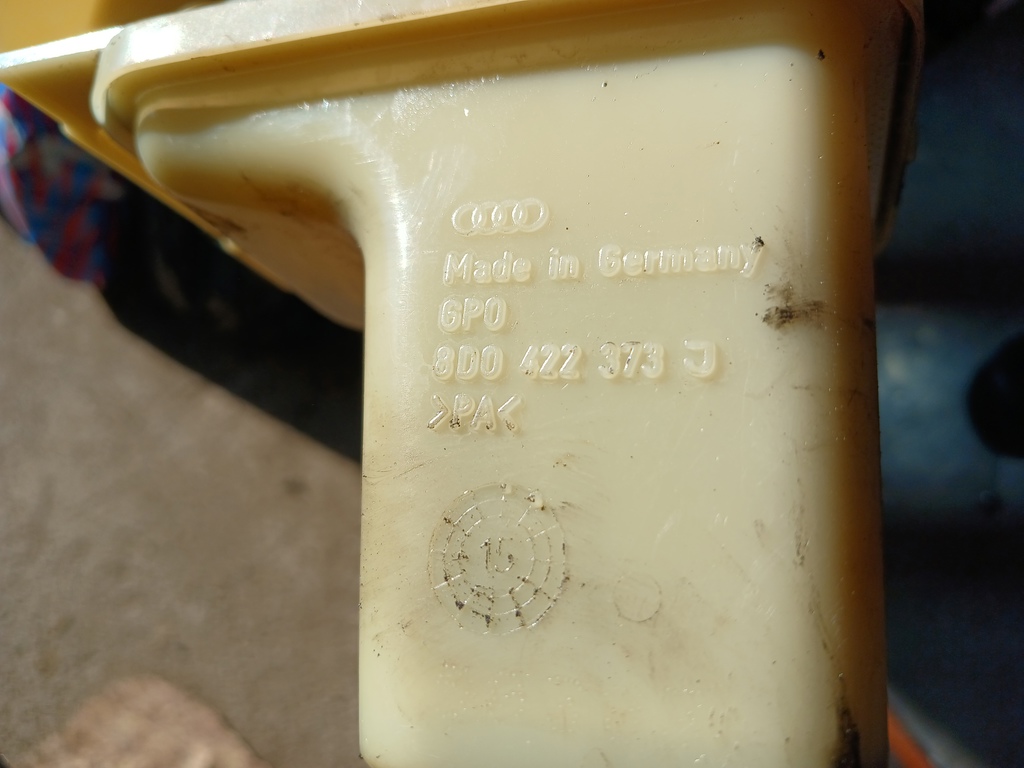 Made in Germany
GPO
8D0 422 373 J
>PA<
15